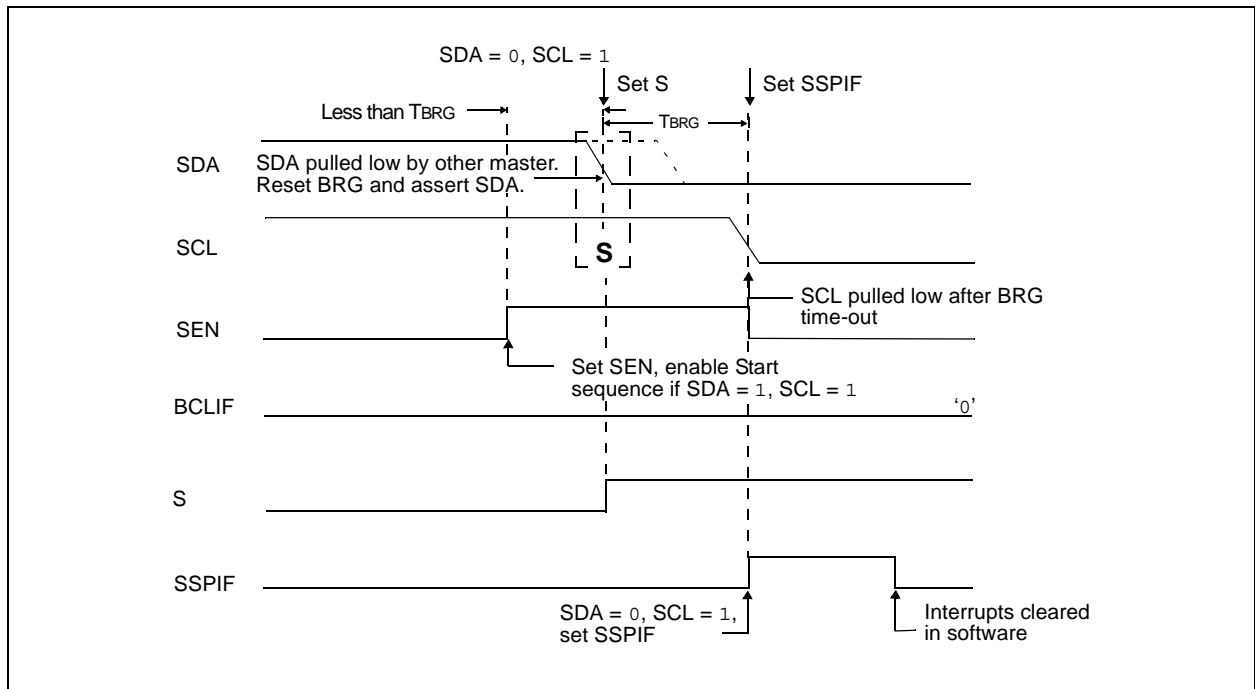 SDA = 0, SCL = 1
Set S
Set SSPIF
Less than TBRG
TBRG
SDA
SDA pulled low by other master.
Reset BRG and assert SDA.
SCL
S
SCL pulled low after BRG
time-out
SEN
Set SEN, enable Start
sequence if SDA = 1, SCL = 1
BCLIF
‘0’
S
SSPIF
SDA = 0, SCL = 1,
set SSPIF
Interrupts cleared
in software